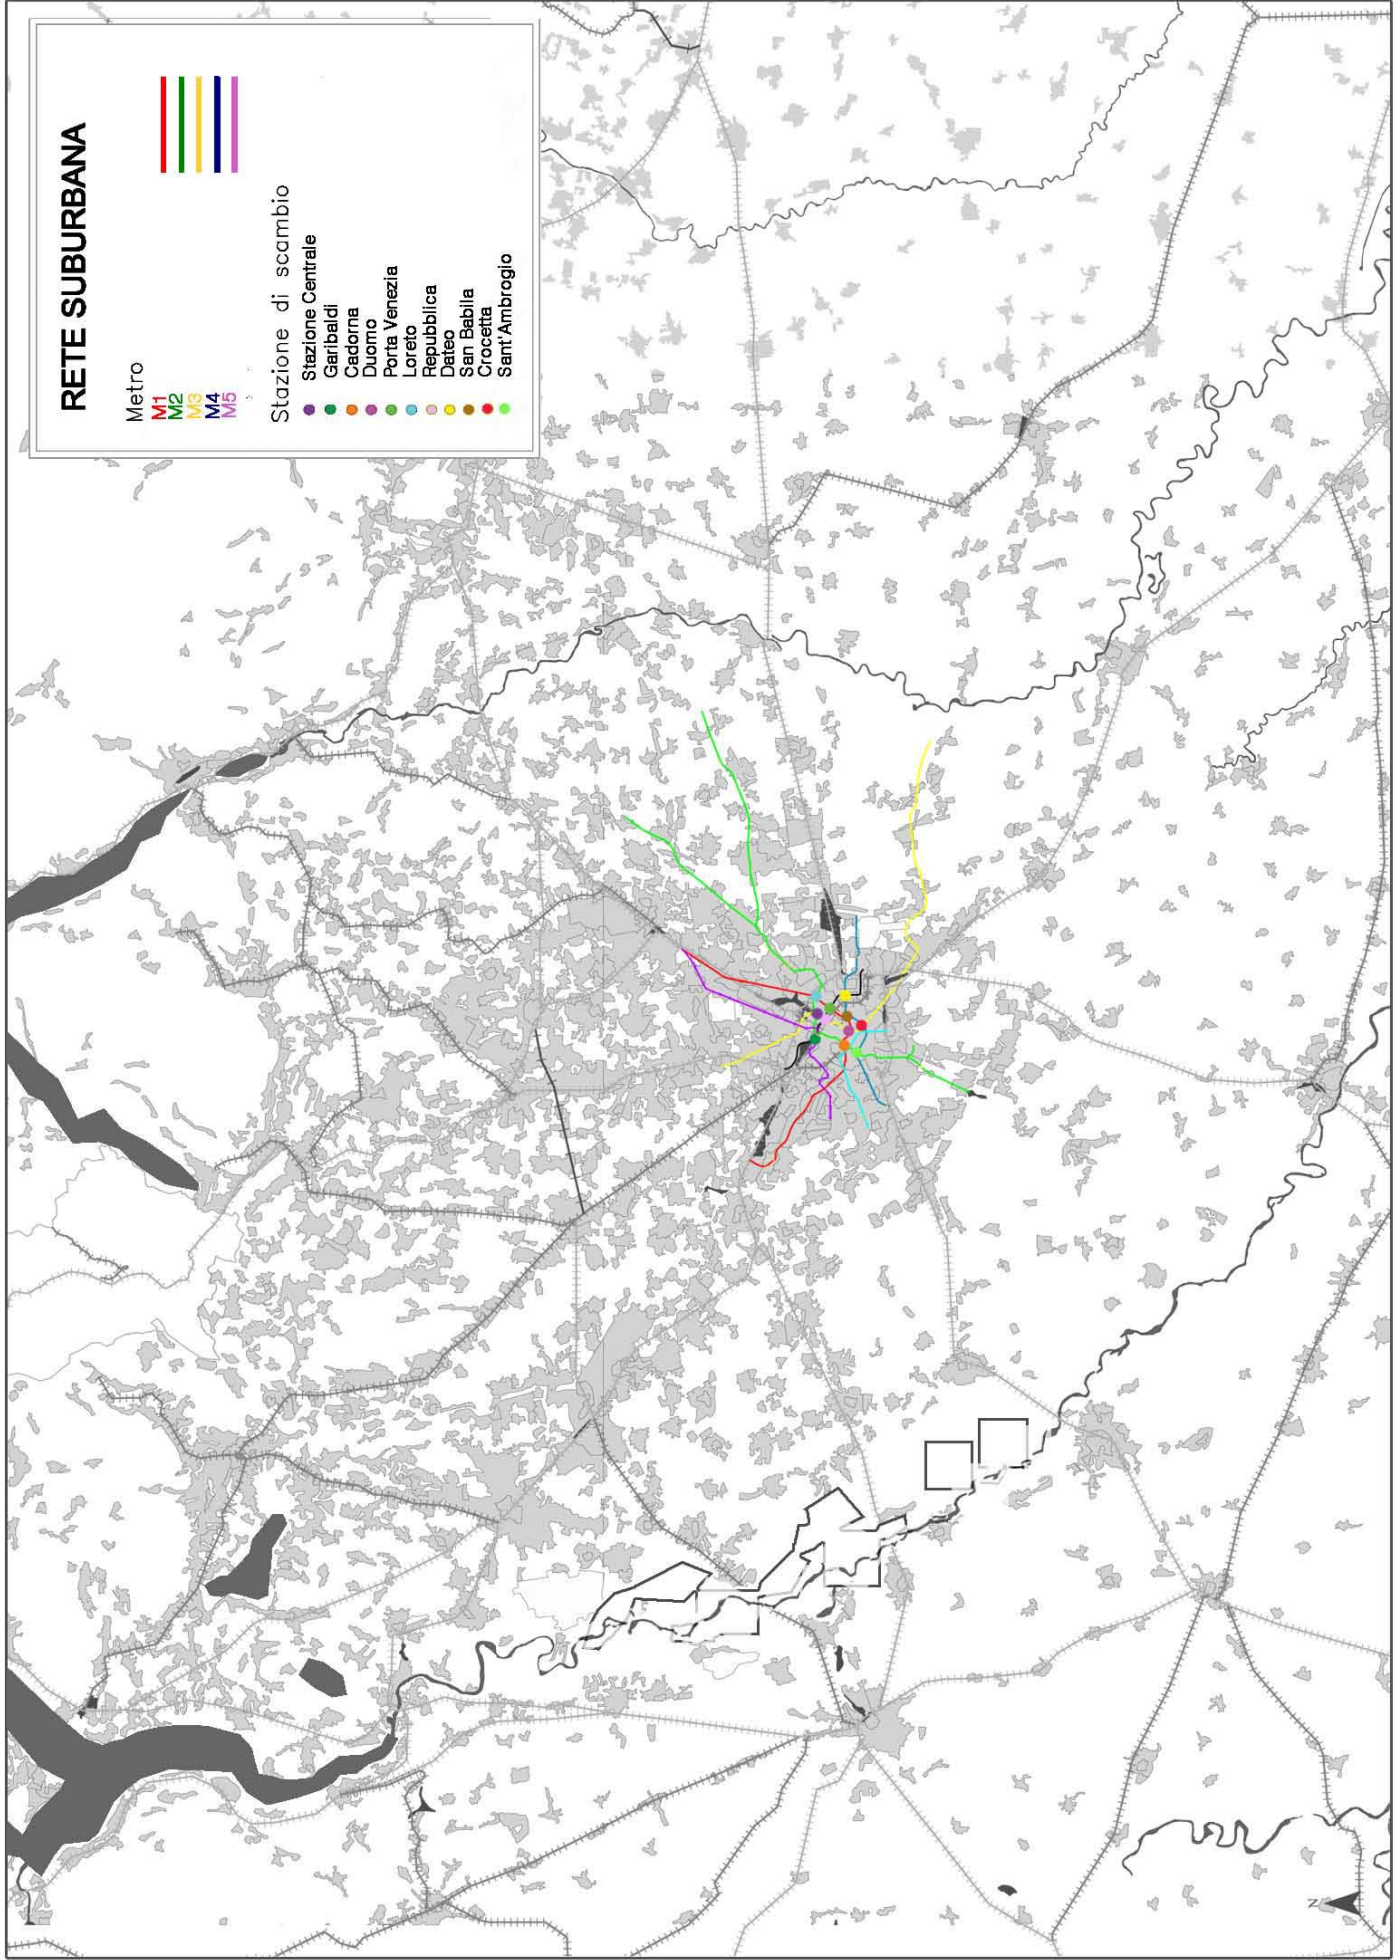 RETE SUBURBANA
Metro
M1
M2
M3
M4
M5
Stazione di scambio
Stazione Centrale
Garibaldi
Cadorna
Duomo
Porta Venezia
Loreto
Repubblica
Dateo
San Babila
Crocetta
Sant'Ambrogio
N